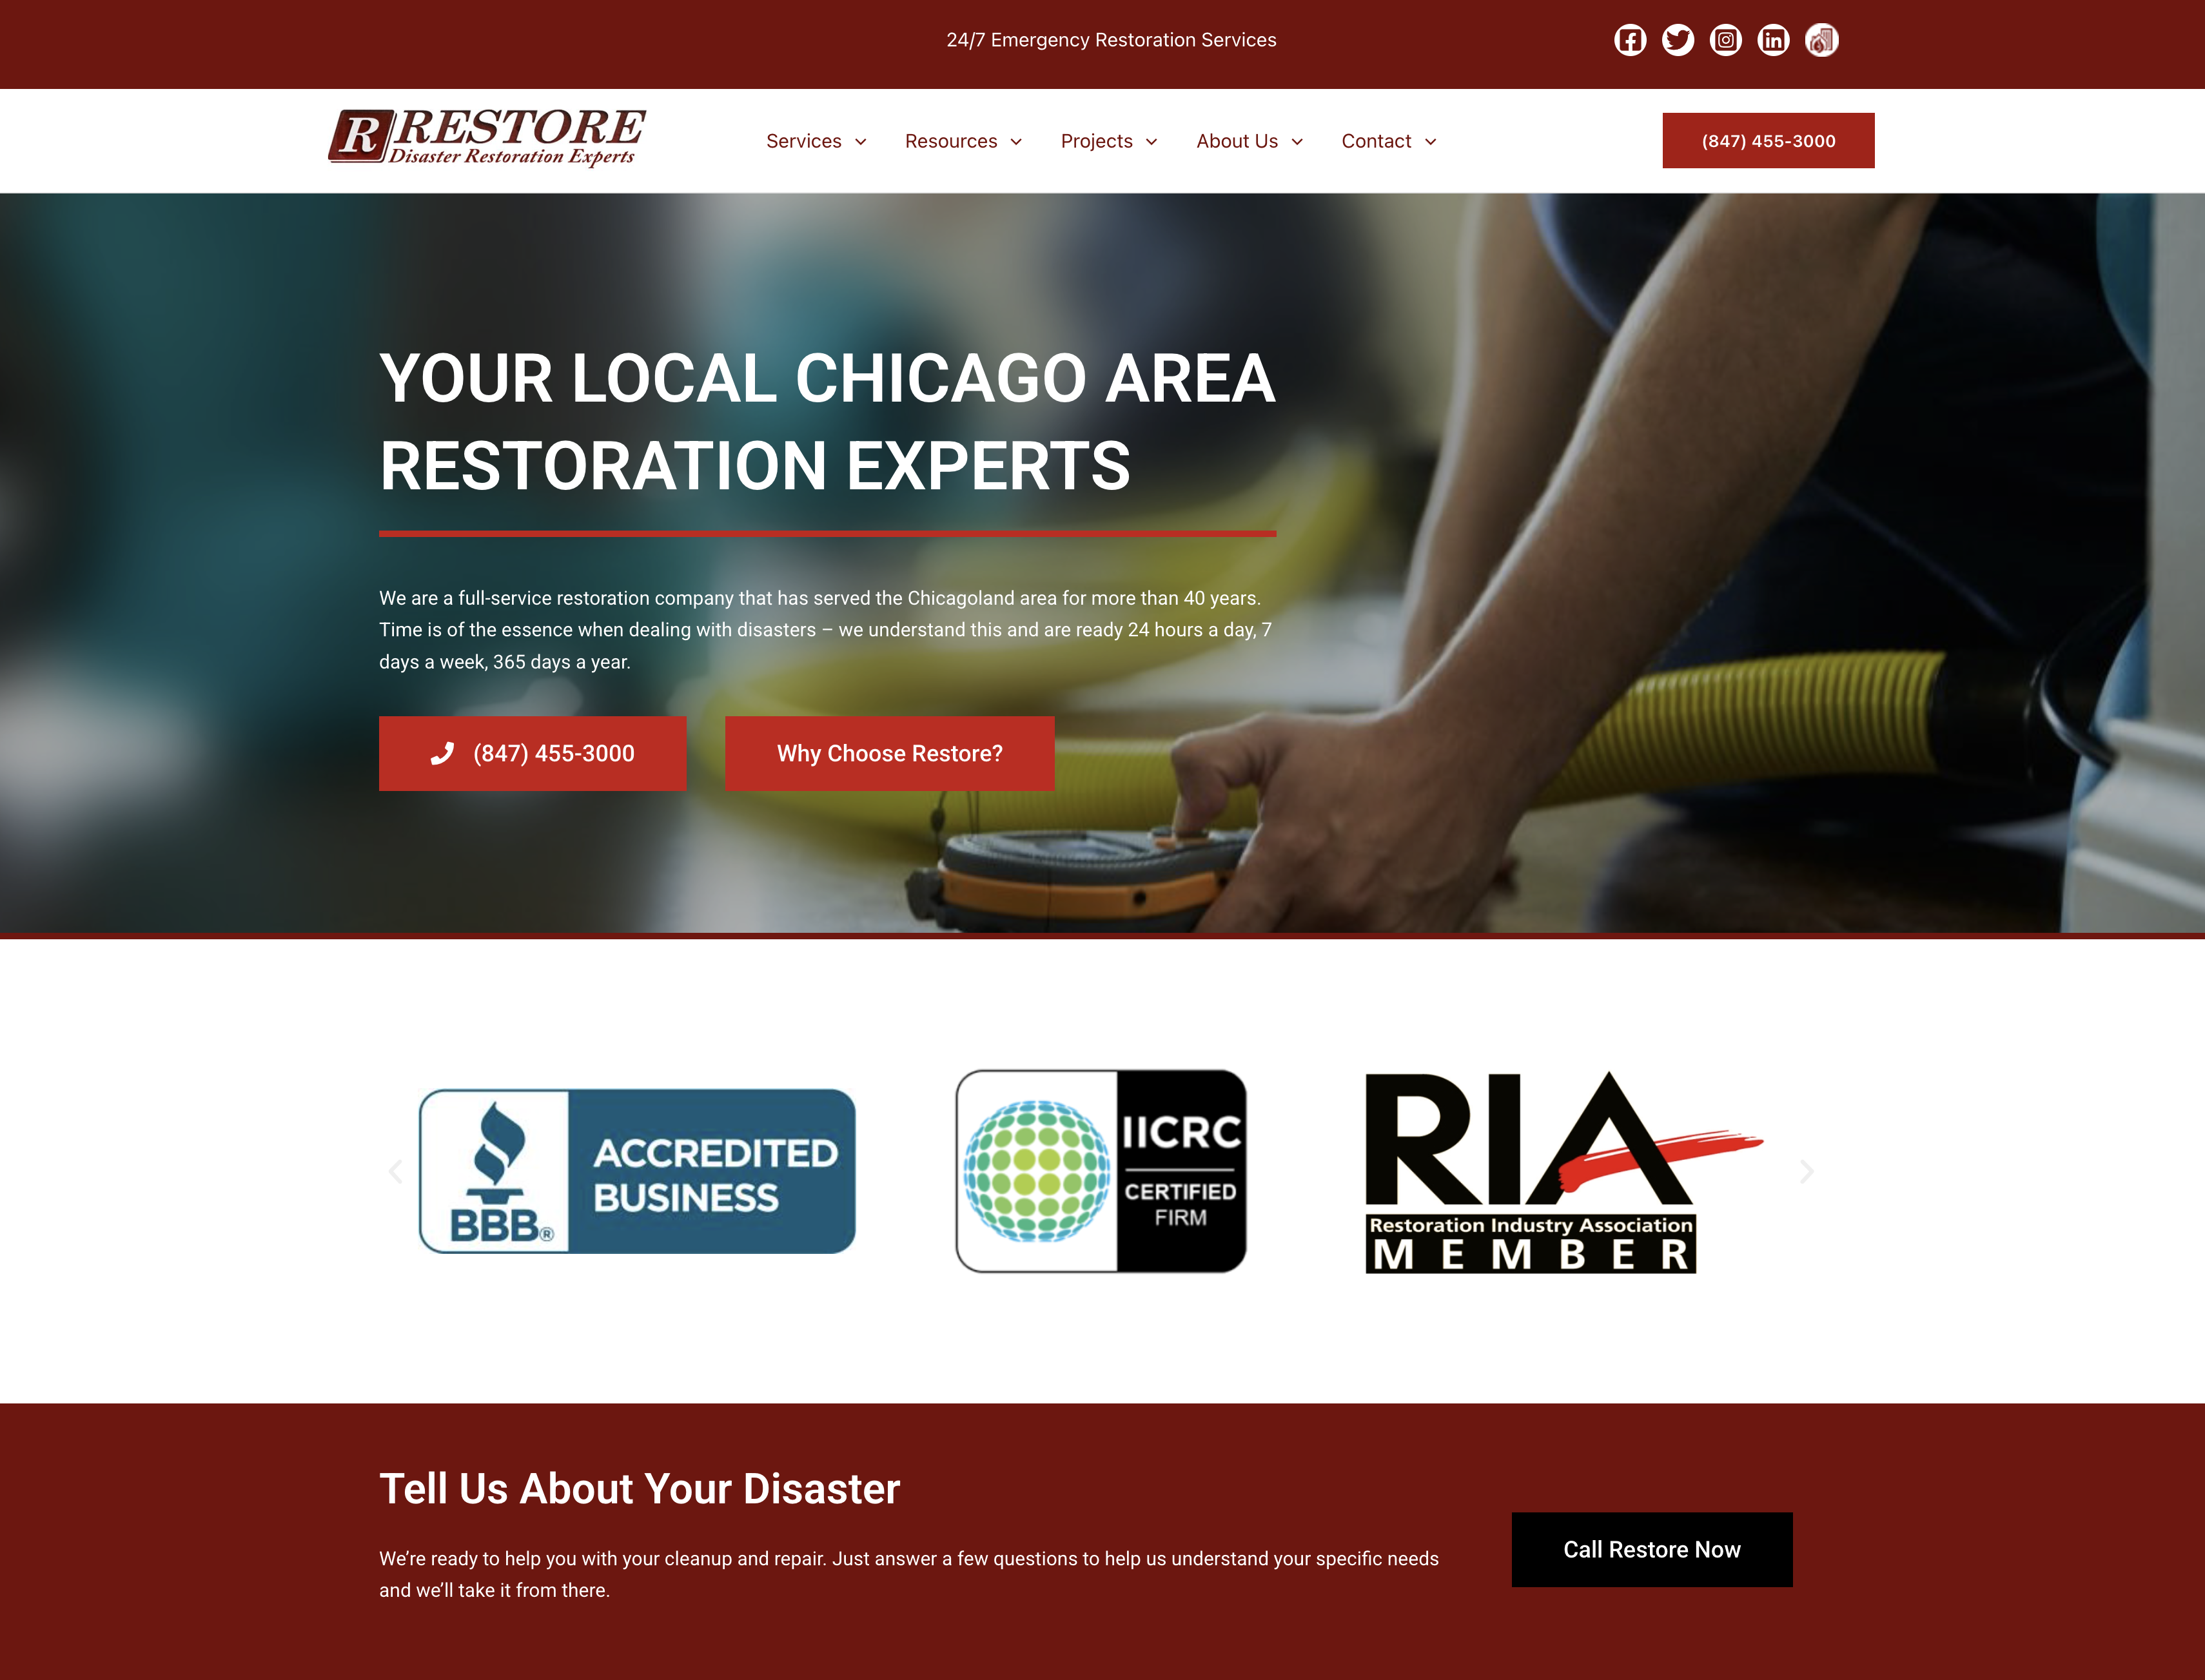 24/7 Emergency Restoration Services
R RESTORE
Disaster Restoration Experts
Services
Resources
Projects
About Us
Contact
(847) 455-3000
YOUR LOCAL CHICAGO AREA
RESTORATION EXPERTS
We are a full-service restoration company that has served the Chicagoland area for more than 40 years.
Time is of the essence when dealing with disasters – we understand this and are ready 24 hours a day, 7
days a week, 365 days a year.
(847) 455-3000
Why Choose Restore?
BBB®
ACCREDITED
BUSINESS
IICRC
CERTIFIED
FIRM
RIA
Restoration Industry Association
MEMBER
Tell Us About Your Disaster
We’re ready to help you with your cleanup and repair. Just answer a few questions to help us understand your specific needs
and we’ll take it from there.
Call Restore Now